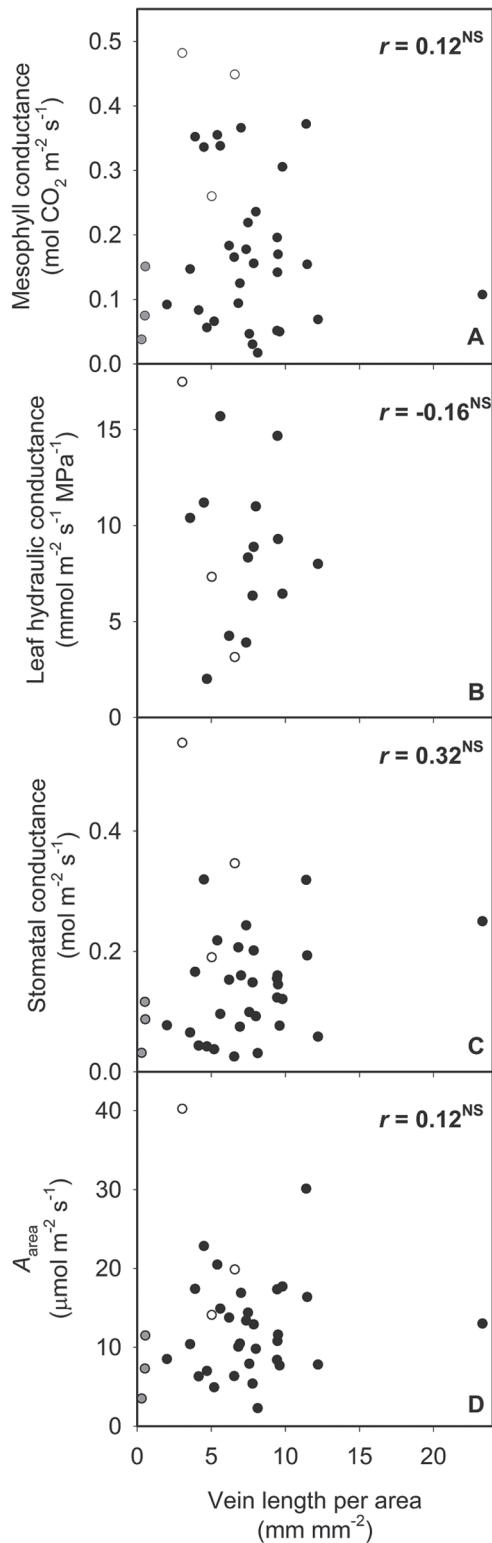 Mesophyll conductance
(mol CO₂ m⁻² s⁻¹)
0.5
0.4
0.3
0.2
0.1
0.0
r = 0.12ᴺˢ
A
Leaf hydraulic conductance
(mmol m⁻² s⁻¹ MPa⁻¹)
15
10
5
0
r = -0.16ᴺˢ
B
Stomatal conductance
(mol m⁻² s⁻¹)
0.4
0.2
0.0
r = 0.32ᴺˢ
C
Aarea
(μmol m⁻² s⁻¹)
40
30
20
10
0
r = 0.12ᴺˢ
D
0 5 10 15 20
Vein length per area
(mm mm⁻²)